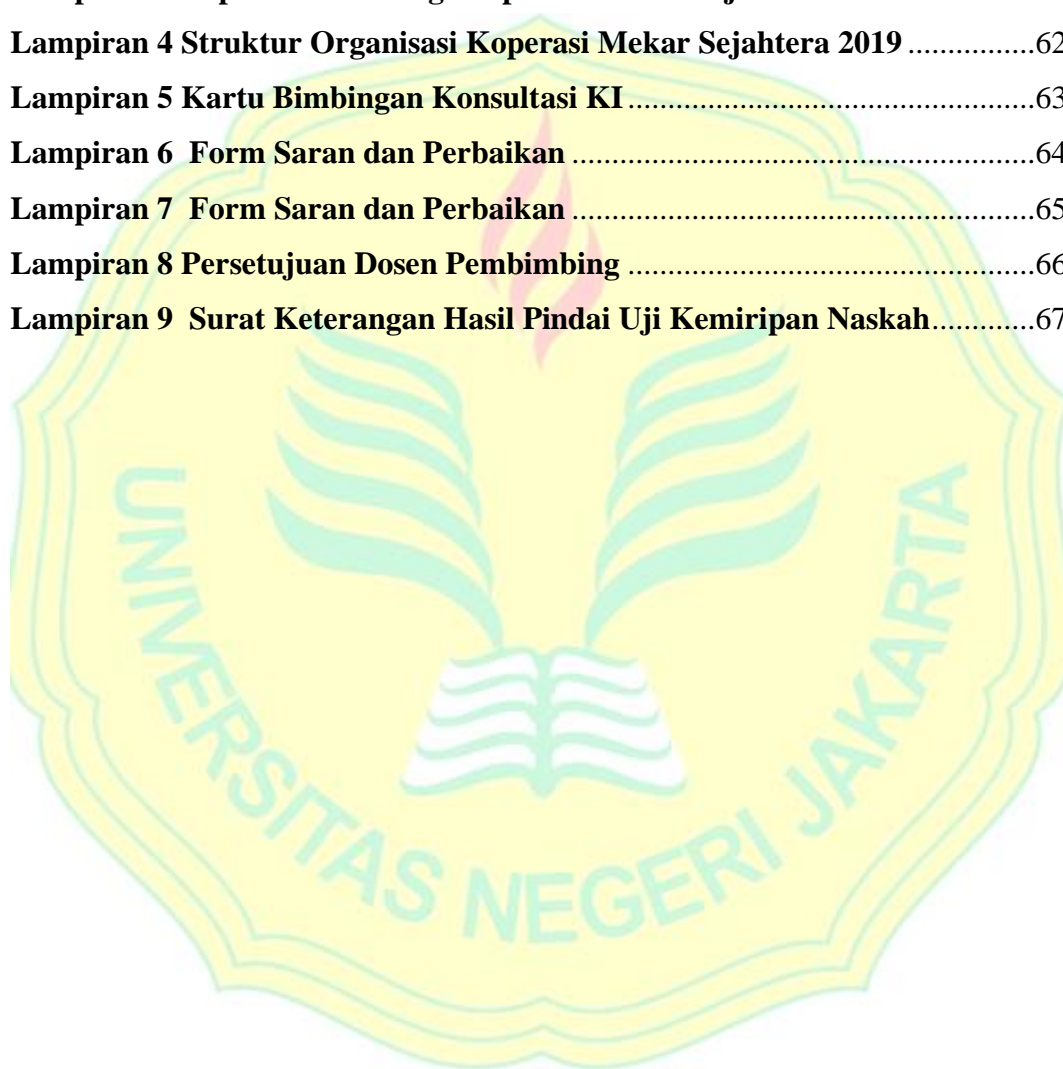 Lampiran 4 Struktur Organisasi Koperasi Mekar Sejahtera 2019 ................62
Lampiran 5 Kartu Bimbingan Konsultasi KI ..................................................63
Lampiran 6  Form Saran dan Perbaikan ..........................................................64
Lampiran 7  Form Saran dan Perbaikan ..........................................................65
Lampiran 8 Persetujuan Dosen Pembimbing ...................................................66
Lampiran 9  Surat Keterangan Hasil Pindai Uji Kemiripan Naskah.............67
UNIVERSITAS NEGERI JAKARTA